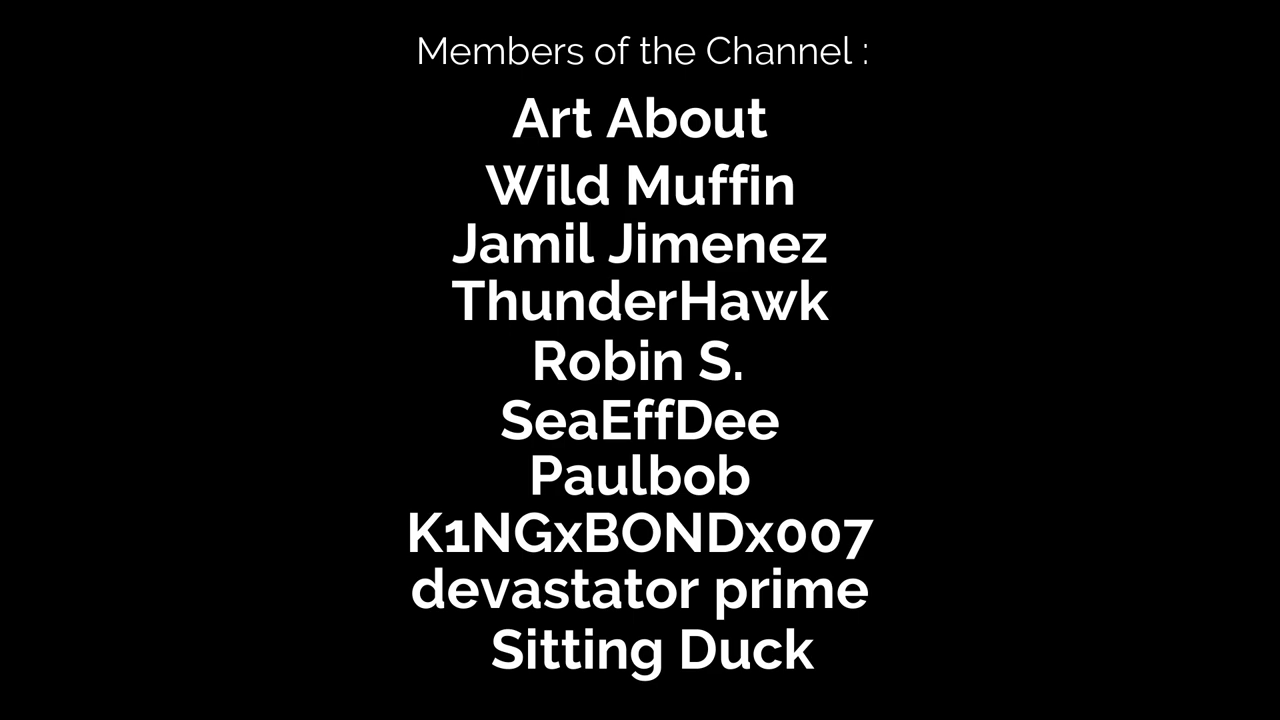 Members of the Channel :
Art About
Wild Muffin
Jamil Jimenez
ThunderHawk
Robin S.
SeaEffDee
Paulbob
K1NGxBONDx007
devastator prime
Sitting Duck